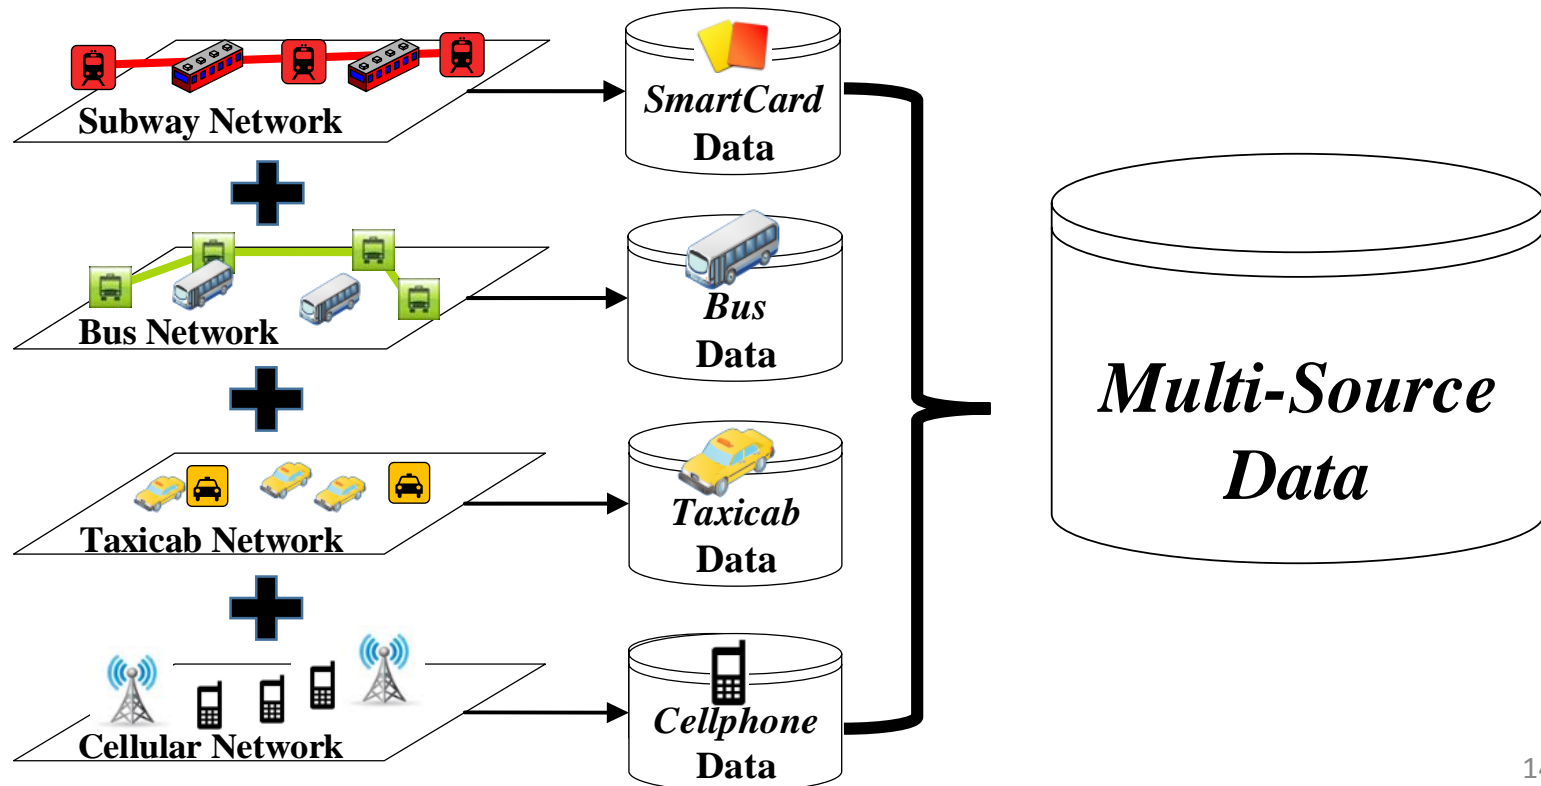 Subway Network
SmartCard
Data
Bus Network
Bus
Data
Taxicab Network
Taxicab
Data
Cellular Network
Cellphone
Data
Multi-Source
Data
14